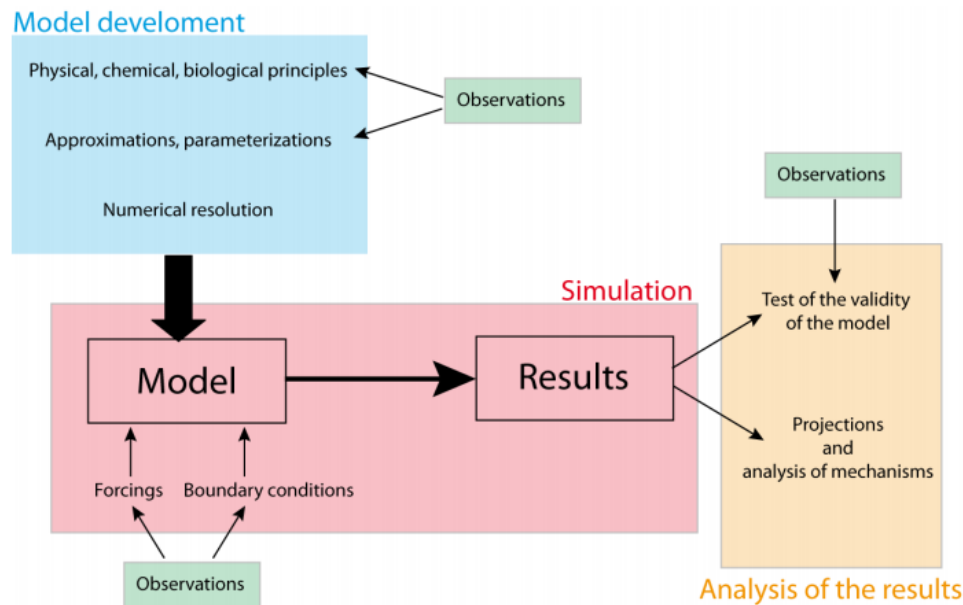 Model develoment
Physical, chemical, biological principles
Observations
Approximations, parameterizations
Numerical resolution
Observations
Simulation
Test of the validity
of the model
Model
Results
Projections
and
analysis of mechanisms
Forcings
Boundary conditions
Observations
Analysis of the results